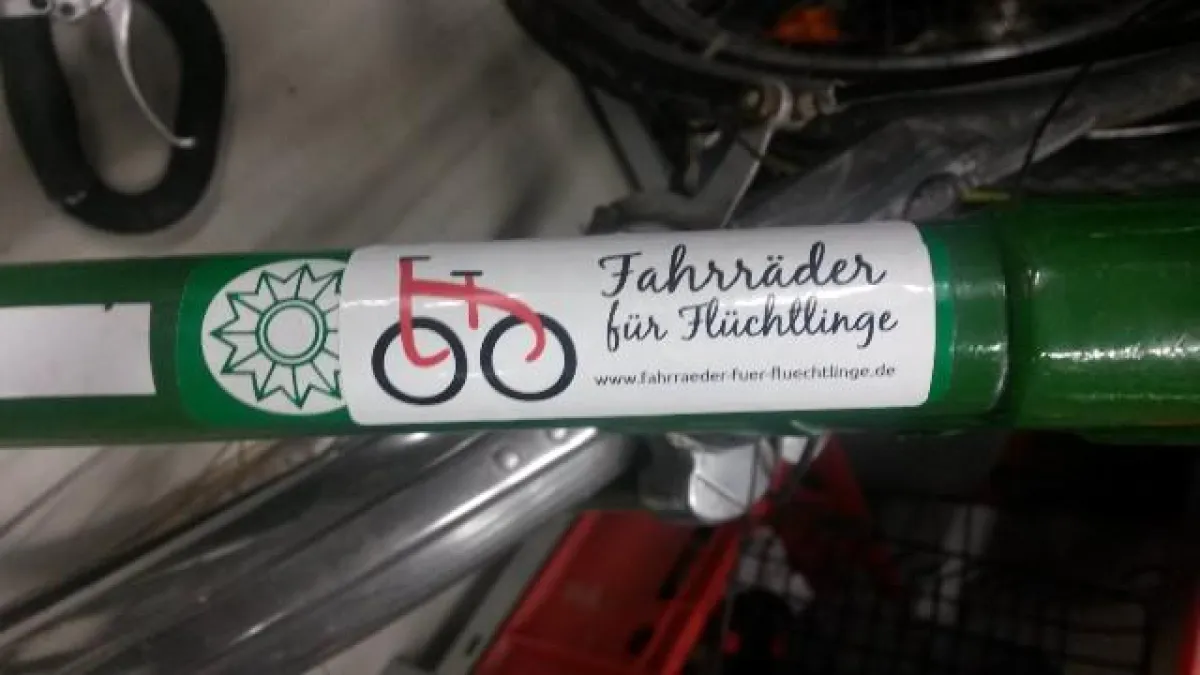 Fahrräder
für Flüchtlinge
www.fahrraeder-fuer-fluechtlinge.de